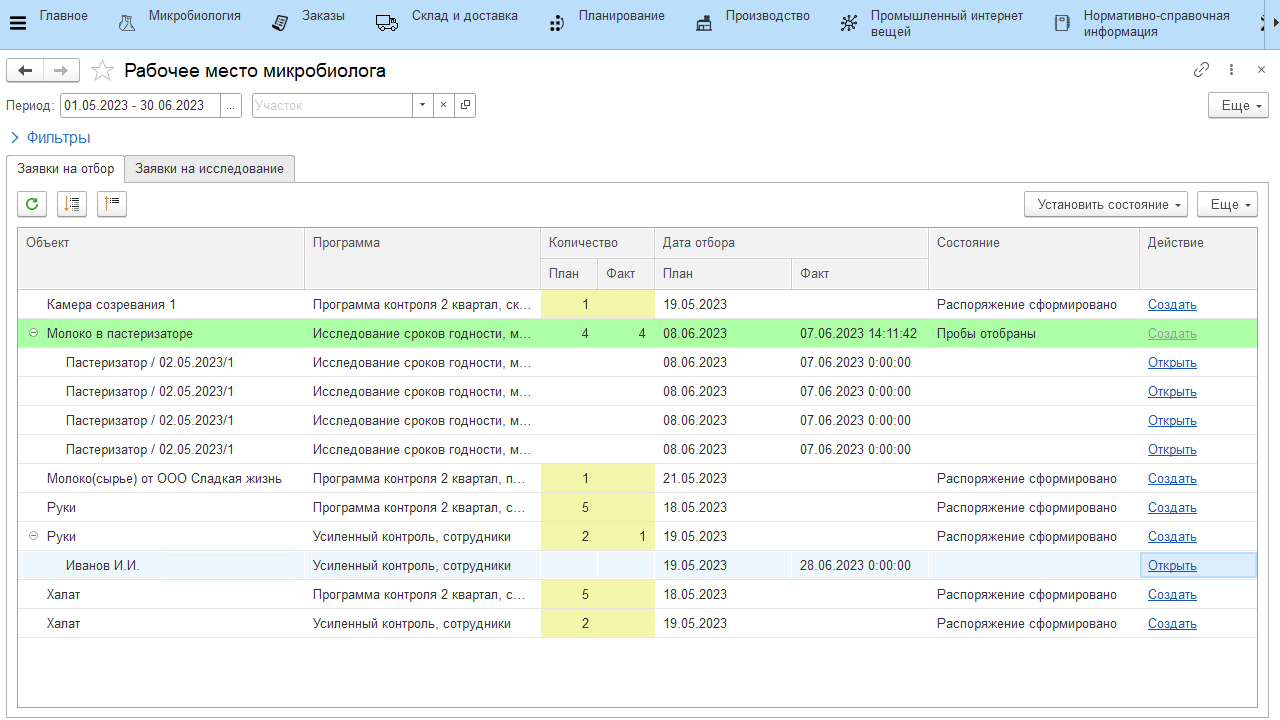 Главное Микробиология Заказы Склад и доставка Планирование Производство Промышленный интернет вещей Нормативно-справочная информация
Рабочее место микробиолога
Период: 01.05.2023 - 30.06.2023 ... Участок Еще
Фильтры
Заявки на отбор Заявки на исследование
Установить состояние Еще
Объект Программа Количество Дата отбора Состояние Действие
План Факт План Факт
Камера созревания 1 Программа контроля 2 квартал, ск... 1 19.05.2023 Распоряжение сформировано Создать
Молоко в пастеризаторе Исследование сроков годности, м... 4 4 08.06.2023 07.06.2023 14:11:42 Пробы отобраны Создать
Пастеризатор / 02.05.2023/1 Исследование сроков годности, м... 08.06.2023 07.06.2023 0:00:00 Открыть
Пастеризатор / 02.05.2023/1 Исследование сроков годности, м... 08.06.2023 07.06.2023 0:00:00 Открыть
Пастеризатор / 02.05.2023/1 Исследование сроков годности, м... 08.06.2023 07.06.2023 0:00:00 Открыть
Пастеризатор / 02.05.2023/1 Исследование сроков годности, м... 08.06.2023 07.06.2023 0:00:00 Открыть
Молоко(сырье) от ООО Сладкая жизнь Программа контроля 2 квартал, п... 1 21.05.2023 Распоряжение сформировано Создать
Руки Программа контроля 2 квартал, с... 5 18.05.2023 Распоряжение сформировано Создать
Руки Усиленный контроль, сотрудники 2 1 19.05.2023 Распоряжение сформировано Создать
Иванов И.И. Усиленный контроль, сотрудники 19.05.2023 28.06.2023 0:00:00 Открыть
Халат Программа контроля 2 квартал, с... 5 18.05.2023 Распоряжение сформировано Создать
Халат Усиленный контроль, сотрудники 2 19.05.2023 Распоряжение сформировано Создать